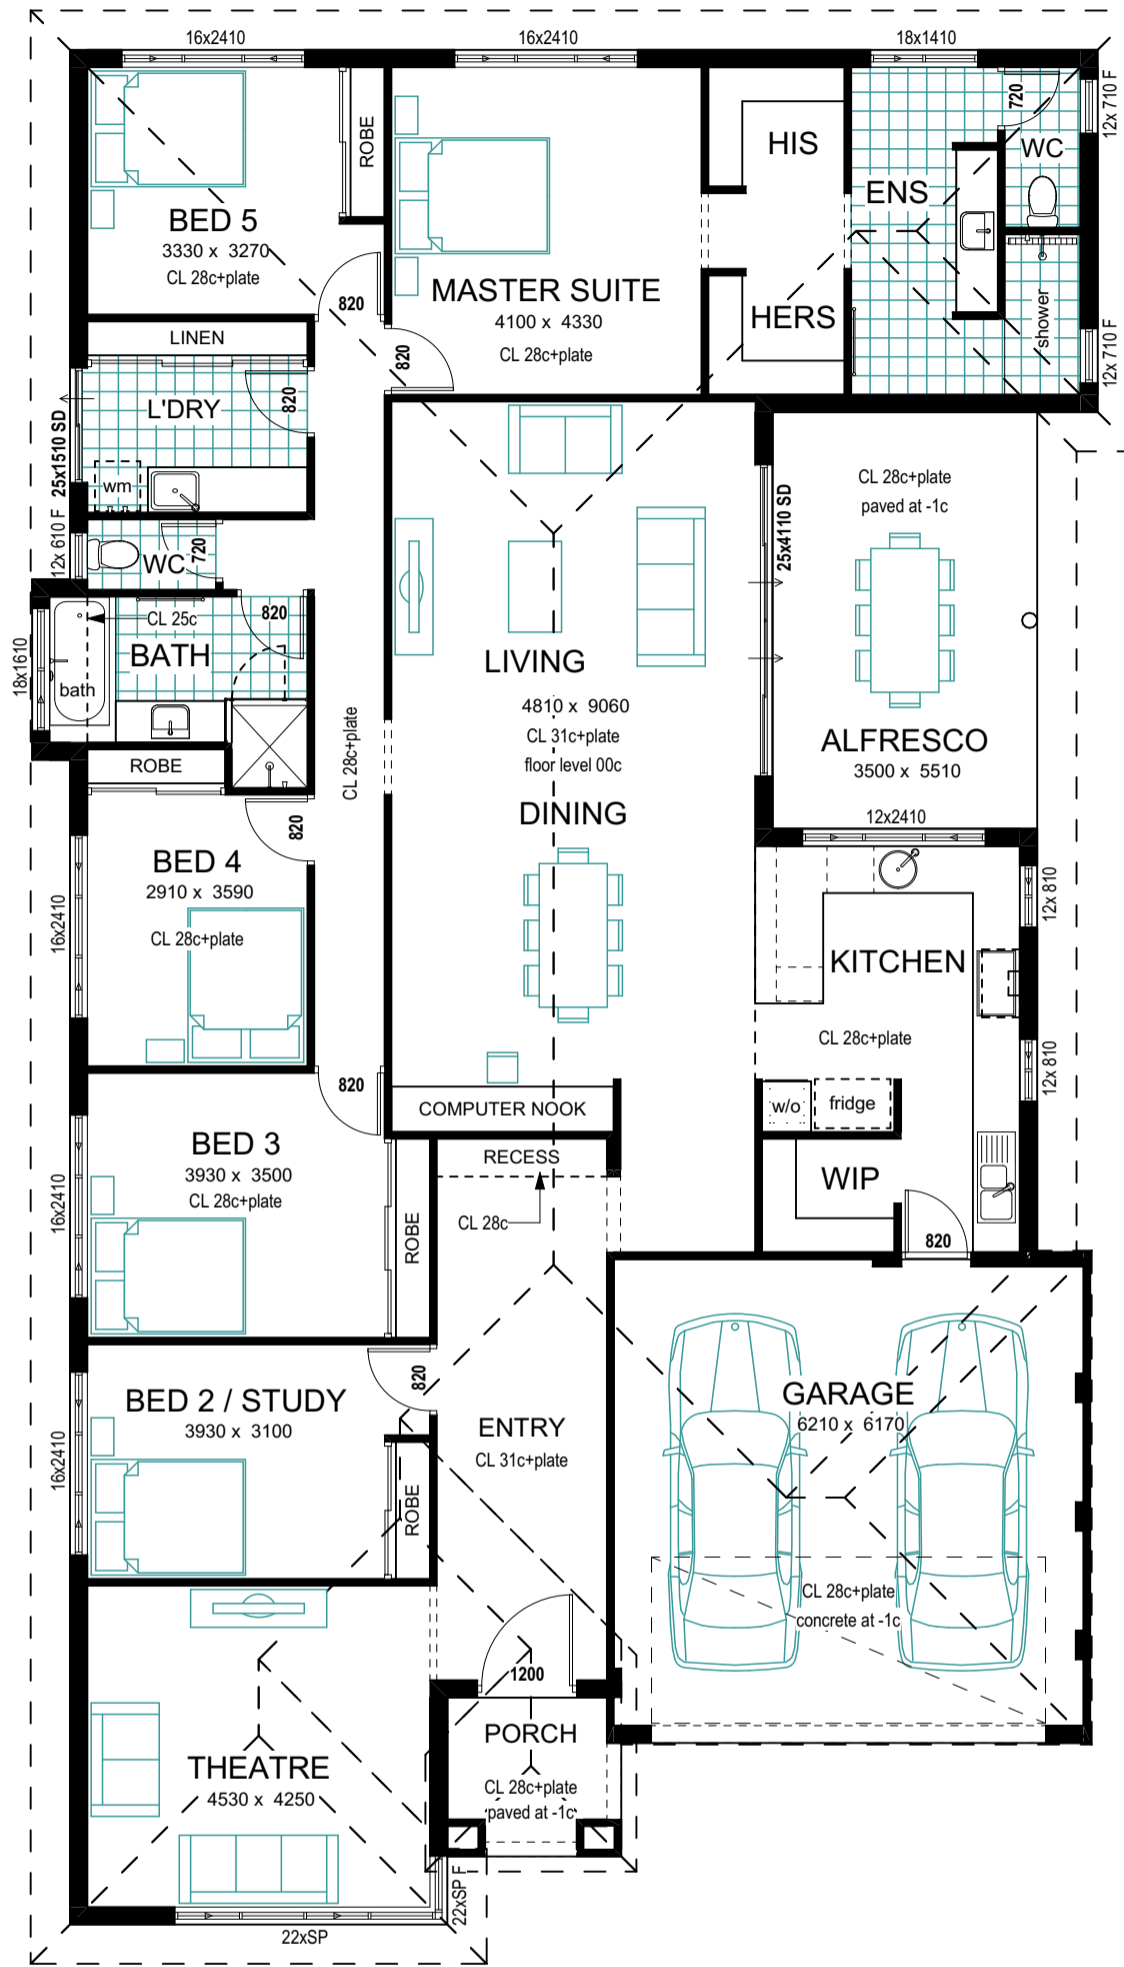 16x2410
16x2410
18x1410
BED 5
3330 x 3270
CL 28c+plate
ROBE
820
MASTER SUITE
4100 x 4330
CL 28c+plate
820
HIS
HERS
ENS
720
WC
12x 710 F
shower
12x 710 F
LINEN
L'DRY
820
25x1510 SD
wm
12x 610 F
WC
720
CL 25c
820
BATH
bath
18x1610
CL 28c+plate
LIVING
4810 x 9060
CL 31c+plate
floor level 00c
DINING
25x4110 SD
CL 28c+plate
paved at -1c
ALFRESCO
3500 x 5510
12x2410
ROBE
820
BED 4
2910 x 3590
CL 28c+plate
16x2410
12x 810
KITCHEN
CL 28c+plate
12x 810
w/o
fridge
WIP
820
COMPUTER NOOK
RECESS
CL 28c
820
BED 3
3930 x 3500
CL 28c+plate
ROBE
16x2410
BED 2 / STUDY
3930 x 3100
820
ROBE
16x2410
ENTRY
CL 31c+plate
GARAGE
6210 x 6170
CL 28c+plate
concrete at -1c
1200
PORCH
CL 28c+plate
paved at -1c
THEATRE
4530 x 4250
22xSP F
22xSP